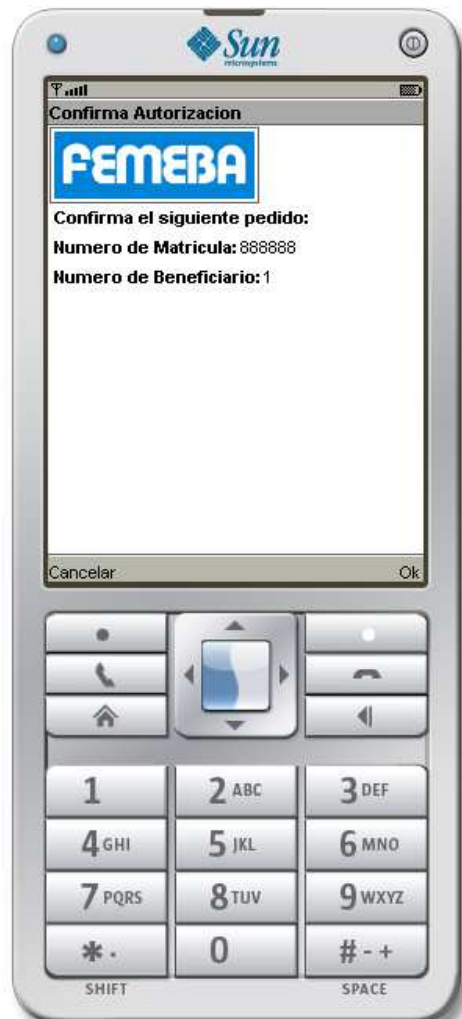 Sun
microsystems
Confirma Autorizacion
FEMEBA
Confirma el siguiente pedido:
Numero de Matricula: 888888
Numero de Beneficiario: 1
Cancelar Ok
1 2 ABC 3 DEF
4 GHI 5 JKL 6 MNO
7 PQRS 8 TUV 9 WXYZ
* . 0 # - +
SHIFT SPACE